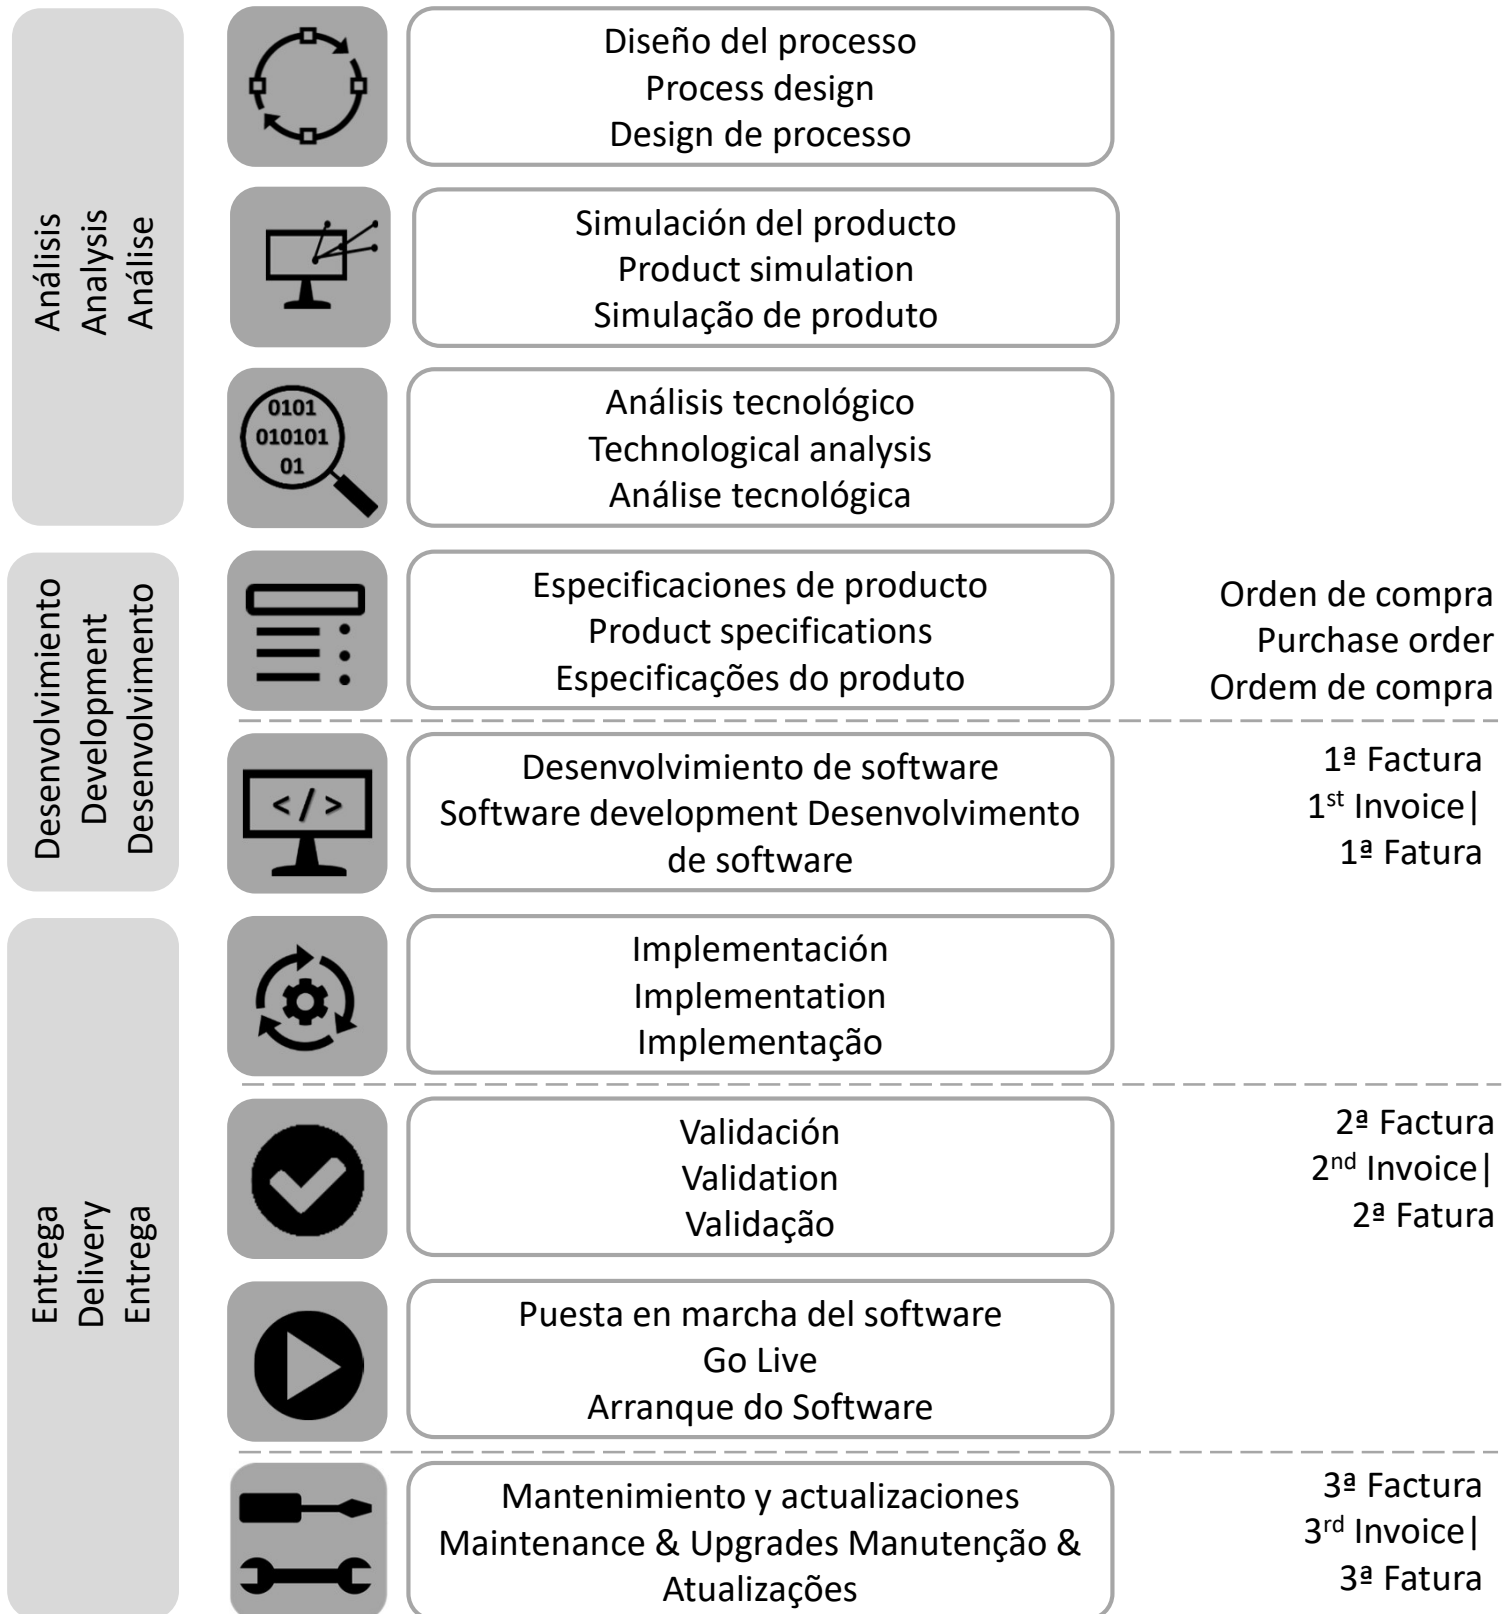 Análisis
Analysis
Análise
Diseño del processo
Process design
Design de processo
Simulación del producto
Product simulation
Simulação de produto
0101
010101
01
Análisis tecnológico
Technological analysis
Análise tecnológica
Desenvolvimiento
Development
Desenvolvimento
Especificaciones de producto
Product specifications
Especificações do produto
Orden de compra
Purchase order
Ordem de compra
</>
Desenvolvimiento de software
Software development Desenvolvimento
de software
1ª Factura
1st Invoice|
1ª Fatura
Entrega
Delivery
Entrega
Implementación
Implementation
Implementação
Validación
Validation
Validação
2ª Factura
2nd Invoice|
2ª Fatura
Puesta en marcha del software
Go Live
Arranque do Software
Mantenimiento y actualizaciones
Maintenance & Upgrades Manutenção &
Atualizações
3ª Factura
3rd Invoice|
3ª Fatura